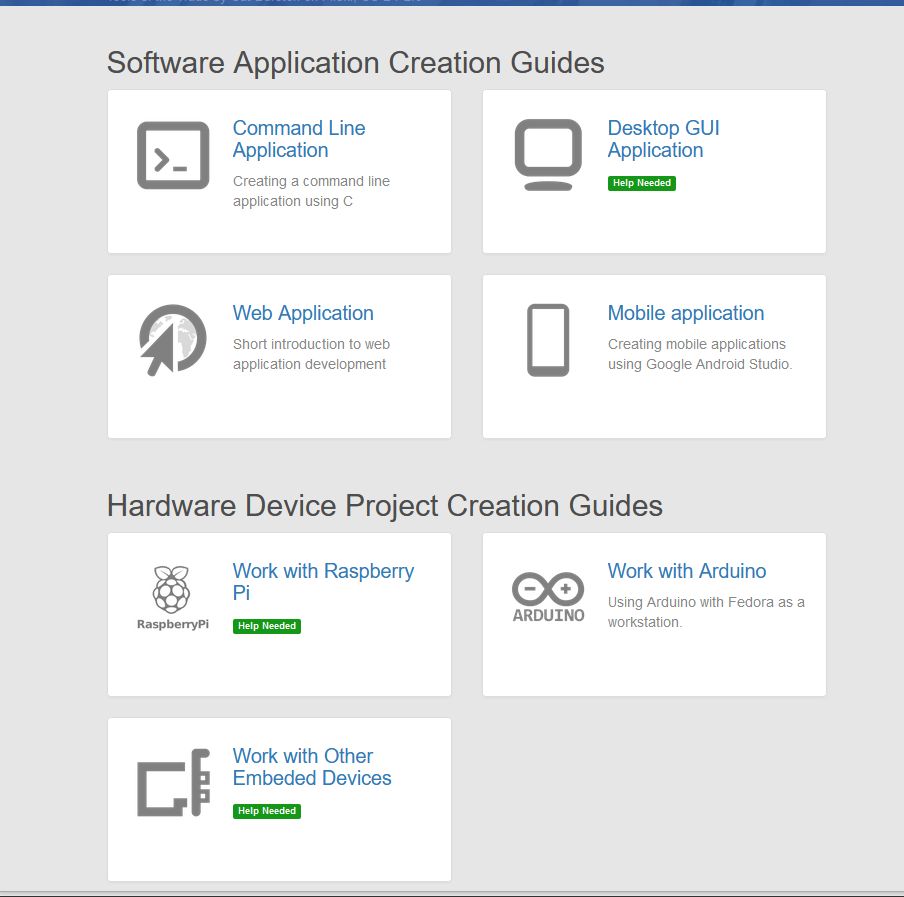 Software Application Creation Guides
Command Line
Application
Creating a command line
application using C
Desktop GUI
Application
Help Needed
Web Application
Short introduction to web
application development
Mobile application
Creating mobile applications
using Google Android Studio.
Hardware Device Project Creation Guides
RaspberryPi
Work with Raspberry
Pi
Help Needed
ARDUINO
Work with Arduino
Using Arduino with Fedora as a
workstation.
Work with Other
Embeded Devices
Help Needed